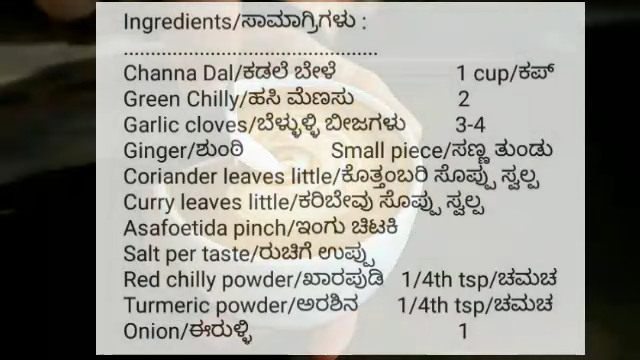 Ingredients/ಸಾಮಾಗ್ರಿಗಳು :
..........................................
Channa Dal/ಕಡಲೆ ಬೇಳೆ 1 cup/ಕಪ್
Green Chilly/ಹಸಿ ಮೆಣಸು 2
Garlic cloves/ಬೆಳ್ಳುಳ್ಳಿ ಬೀಜಗಳು 3-4
Ginger/ಶುಂಠಿ Small piece/ಸಣ್ಣ ತುಂಡು
Coriander leaves little/ಕೊತ್ತಂಬರಿ ಸೊಪ್ಪು ಸ್ವಲ್ಪ
Curry leaves little/ಕರಿಬೇವು ಸೊಪ್ಪು ಸ್ವಲ್ಪ
Asafoetida pinch/ಇಂಗು ಚಿಟಕಿ
Salt per taste/ರುಚಿಗೆ ಉಪ್ಪು
Red chilly powder/ಖಾರಪುಡಿ 1/4th tsp/ಚಮಚ
Turmeric powder/ಅರಶಿನ 1/4th tsp/ಚಮಚ
Onion/ಈರುಳ್ಳಿ 1